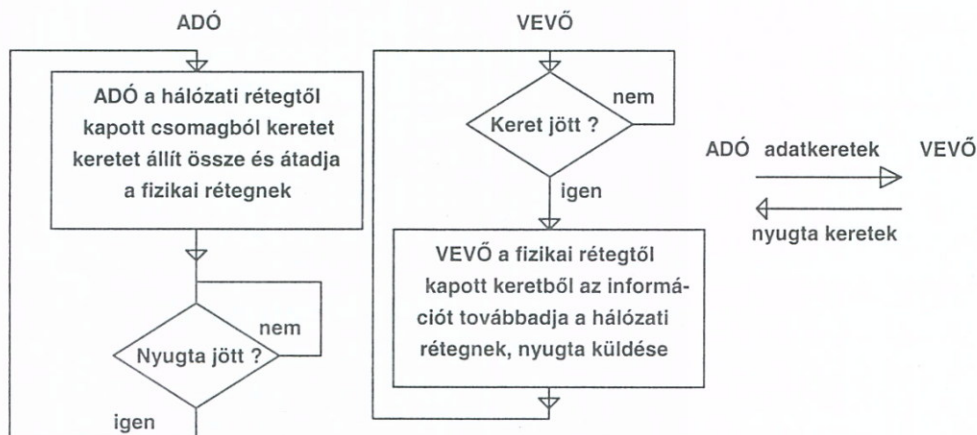 ADÓ
ADÓ a hálózati rétegtől
kapott csomagból keretet
keretet állít össze és átadja
a fizikai rétegnek
nem
Nyugta jött ?
igen
VEVŐ
nem
Keret jött ?
igen
VEVŐ a fizikai rétegtől
kapott keretből az informá-
ciót továbbadja a hálózati
rétegnek, nyugta küldése
ADÓ adatkeretek VEVŐ
nyugta keretek